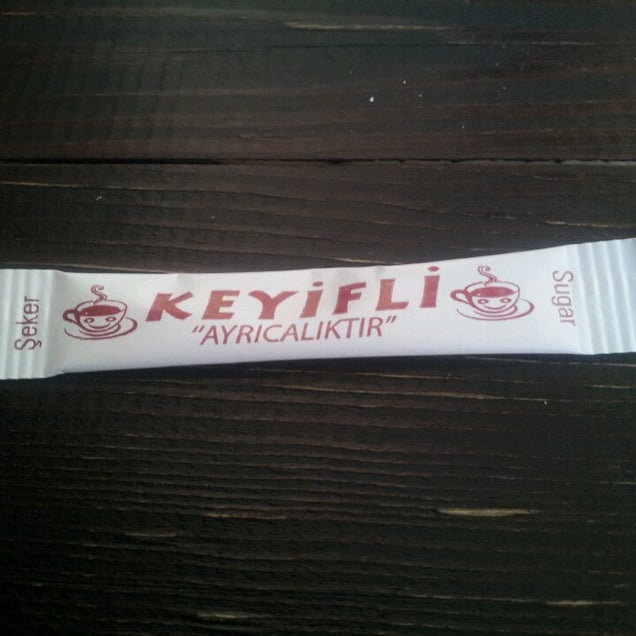 Şeker
KEYİFLİ
"AYRICALIKTIR"
Sugar